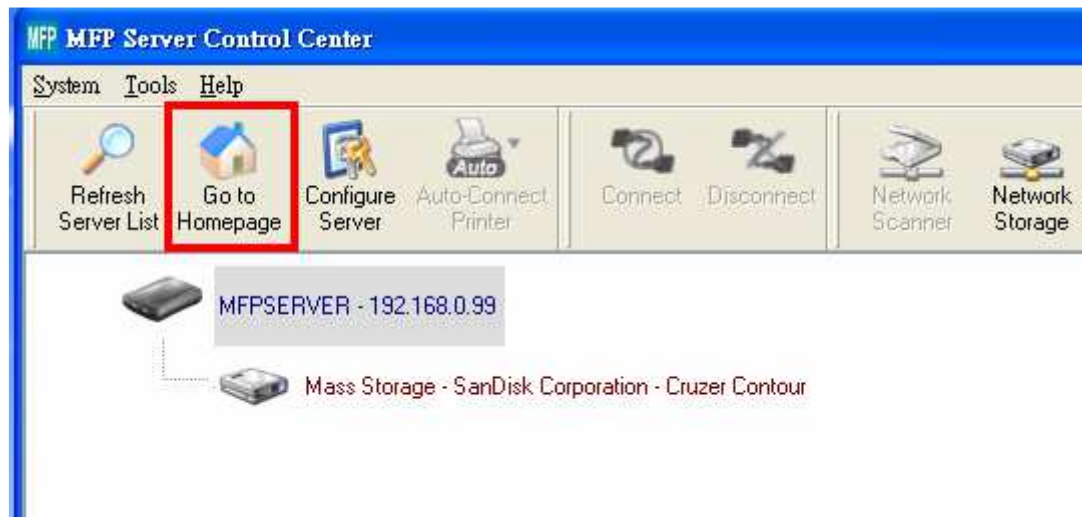 MFP MFP Server Control Center
System Tools Help
Refresh Server List
Go to Homepage
Configure Server
Auto
Auto-Connect Printer
Connect
Disconnect
Network Scanner
Network Storage
MFPSERVER - 192.168.0.99
Mass Storage - SanDisk Corporation - Cruzer Contour